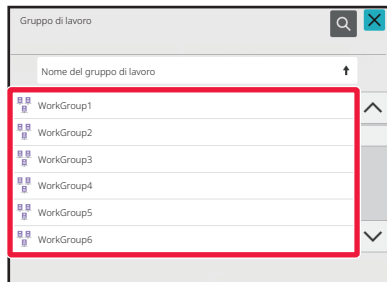 Gruppo di lavoro
Nome del gruppo di lavoro
WorkGroup1
WorkGroup2
WorkGroup3
WorkGroup4
WorkGroup5
WorkGroup6